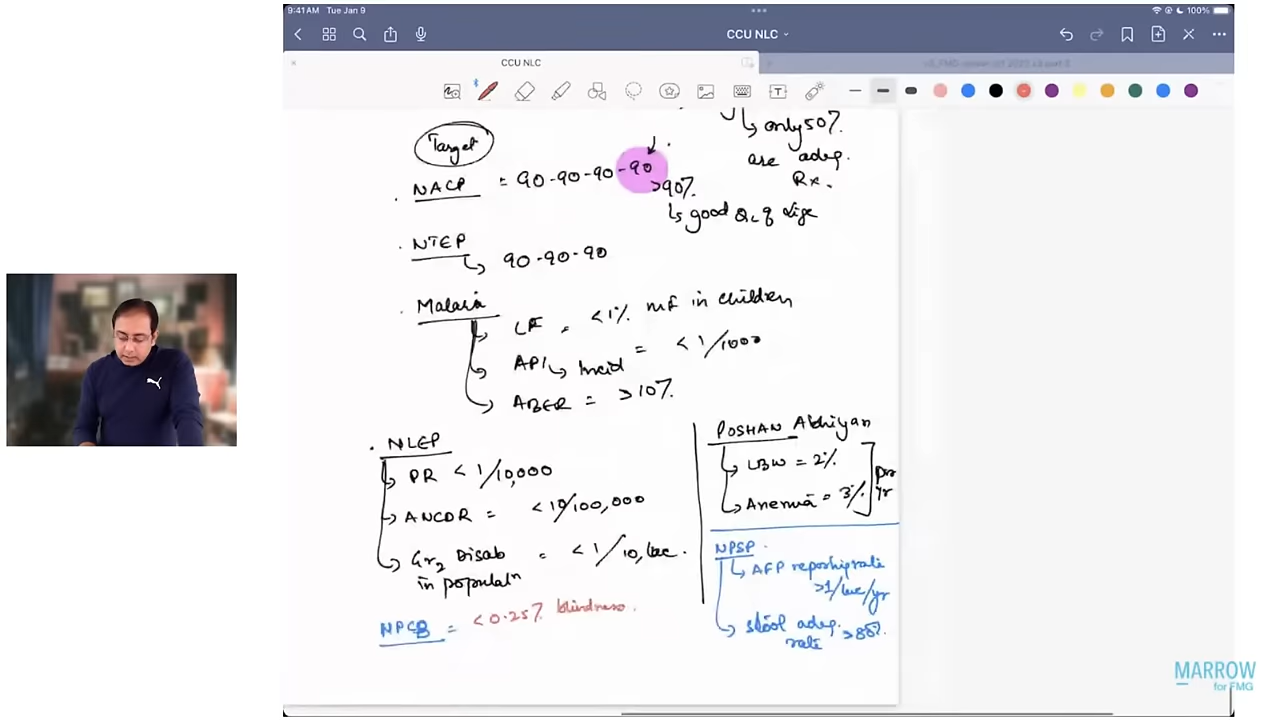 9:41 AM Tue Jan 9
100%
CCU NLC
CCU NLC
Target
only 50%.
are adeq.
Rx.
. NACP = 90-90-90-90
>90%.
good Q. of life
. NTEP
90-90-90
. Malaria
LF = <1% mf in children
API Incid = <1/1000
ABER = >10%.
. NLEP
PR < 1/10,000
ANCDR = <10/100,000
Gr2 Disab = <1/10, lac.
in populatn
NPCB = <0.25% blindness.
POSHAN Abhiyan
LBW = 2%
Anemia = 3%
per
yr
NPSP.
AFP reporting rate
>1/lac/yr
Stool adeq. >80%.
rate
MARROW
for FMG